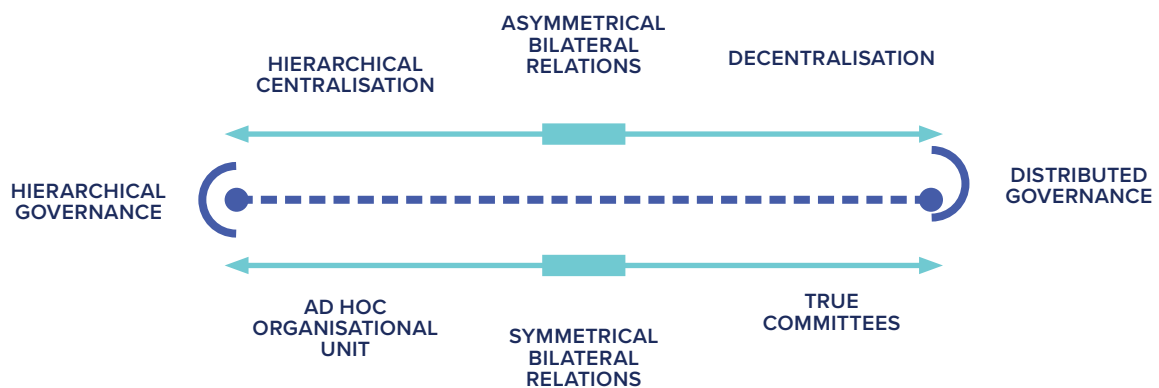 ASYMMETRICAL
BILATERAL
RELATIONS
HIERARCHICAL
CENTRALISATION
DECENTRALISATION
HIERARCHICAL
GOVERNANCE
DISTRIBUTED
GOVERNANCE
AD HOC
ORGANISATIONAL
UNIT
SYMMETRICAL
BILATERAL
RELATIONS
TRUE
COMMITTEES